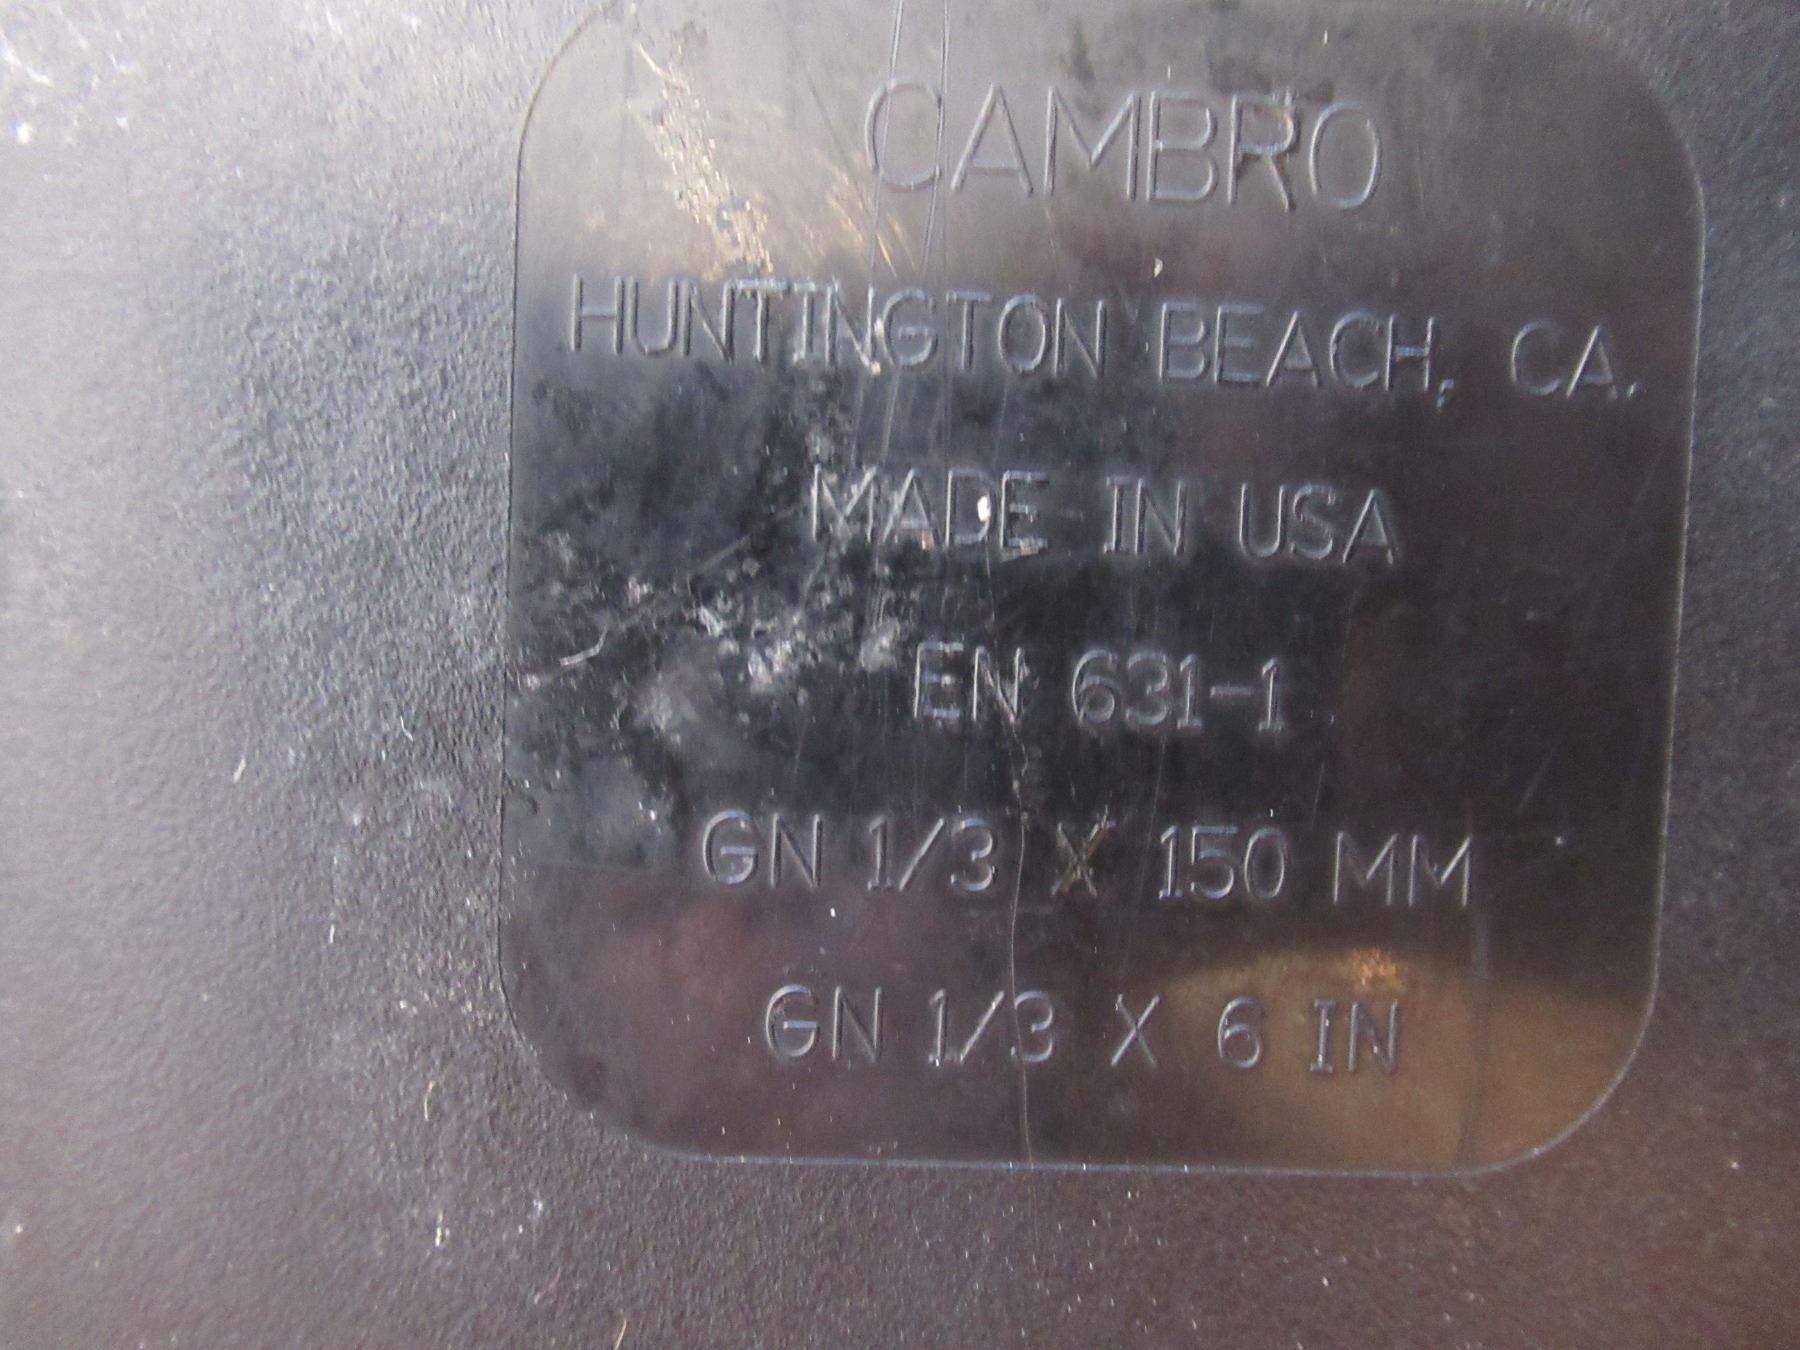 CAMBRO
HUNTINGTON BEACH, CA.
MADE IN USA
EN 631-1
GN 1/3 X 150 MM
GN 1/3 X 6 IN